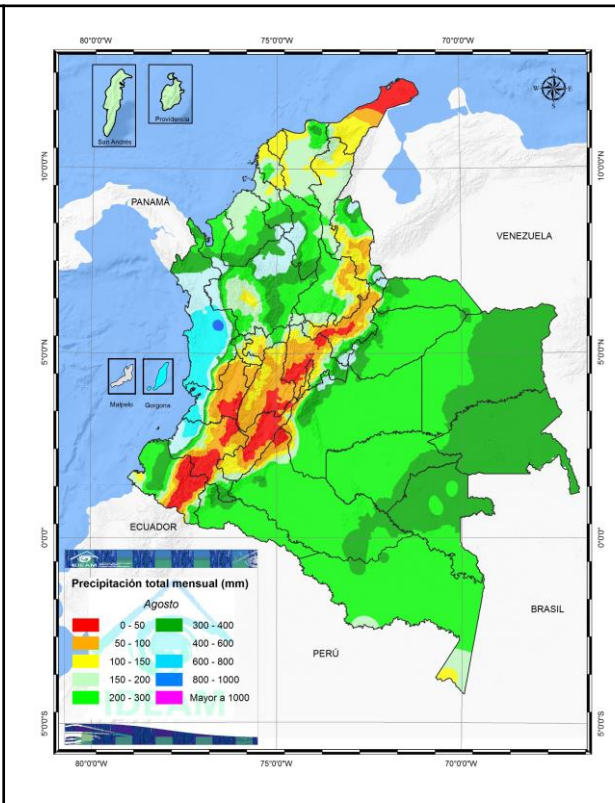 80°0'0"O 75°0'0"O 70°0'0"O
San Andrés
Providencia
N
W E
S
10°0'0"N 10°0'0"N
PANAMÁ
VENEZUELA
5°0'0"N 5°0'0"N
Malpelo
Gorgona
0°0'0" 0°0'0"
ECUADOR
IDEAM
Precipitación total mensual (mm)
Agosto
0 - 50 300 - 400
50 - 100 400 - 600
100 - 150 600 - 800
150 - 200 800 - 1000
200 - 300 Mayor a 1000
IDEAM
BRASIL
PERÚ
5°0'0"S 5°0'0"S
80°0'0"O 75°0'0"O 70°0'0"O